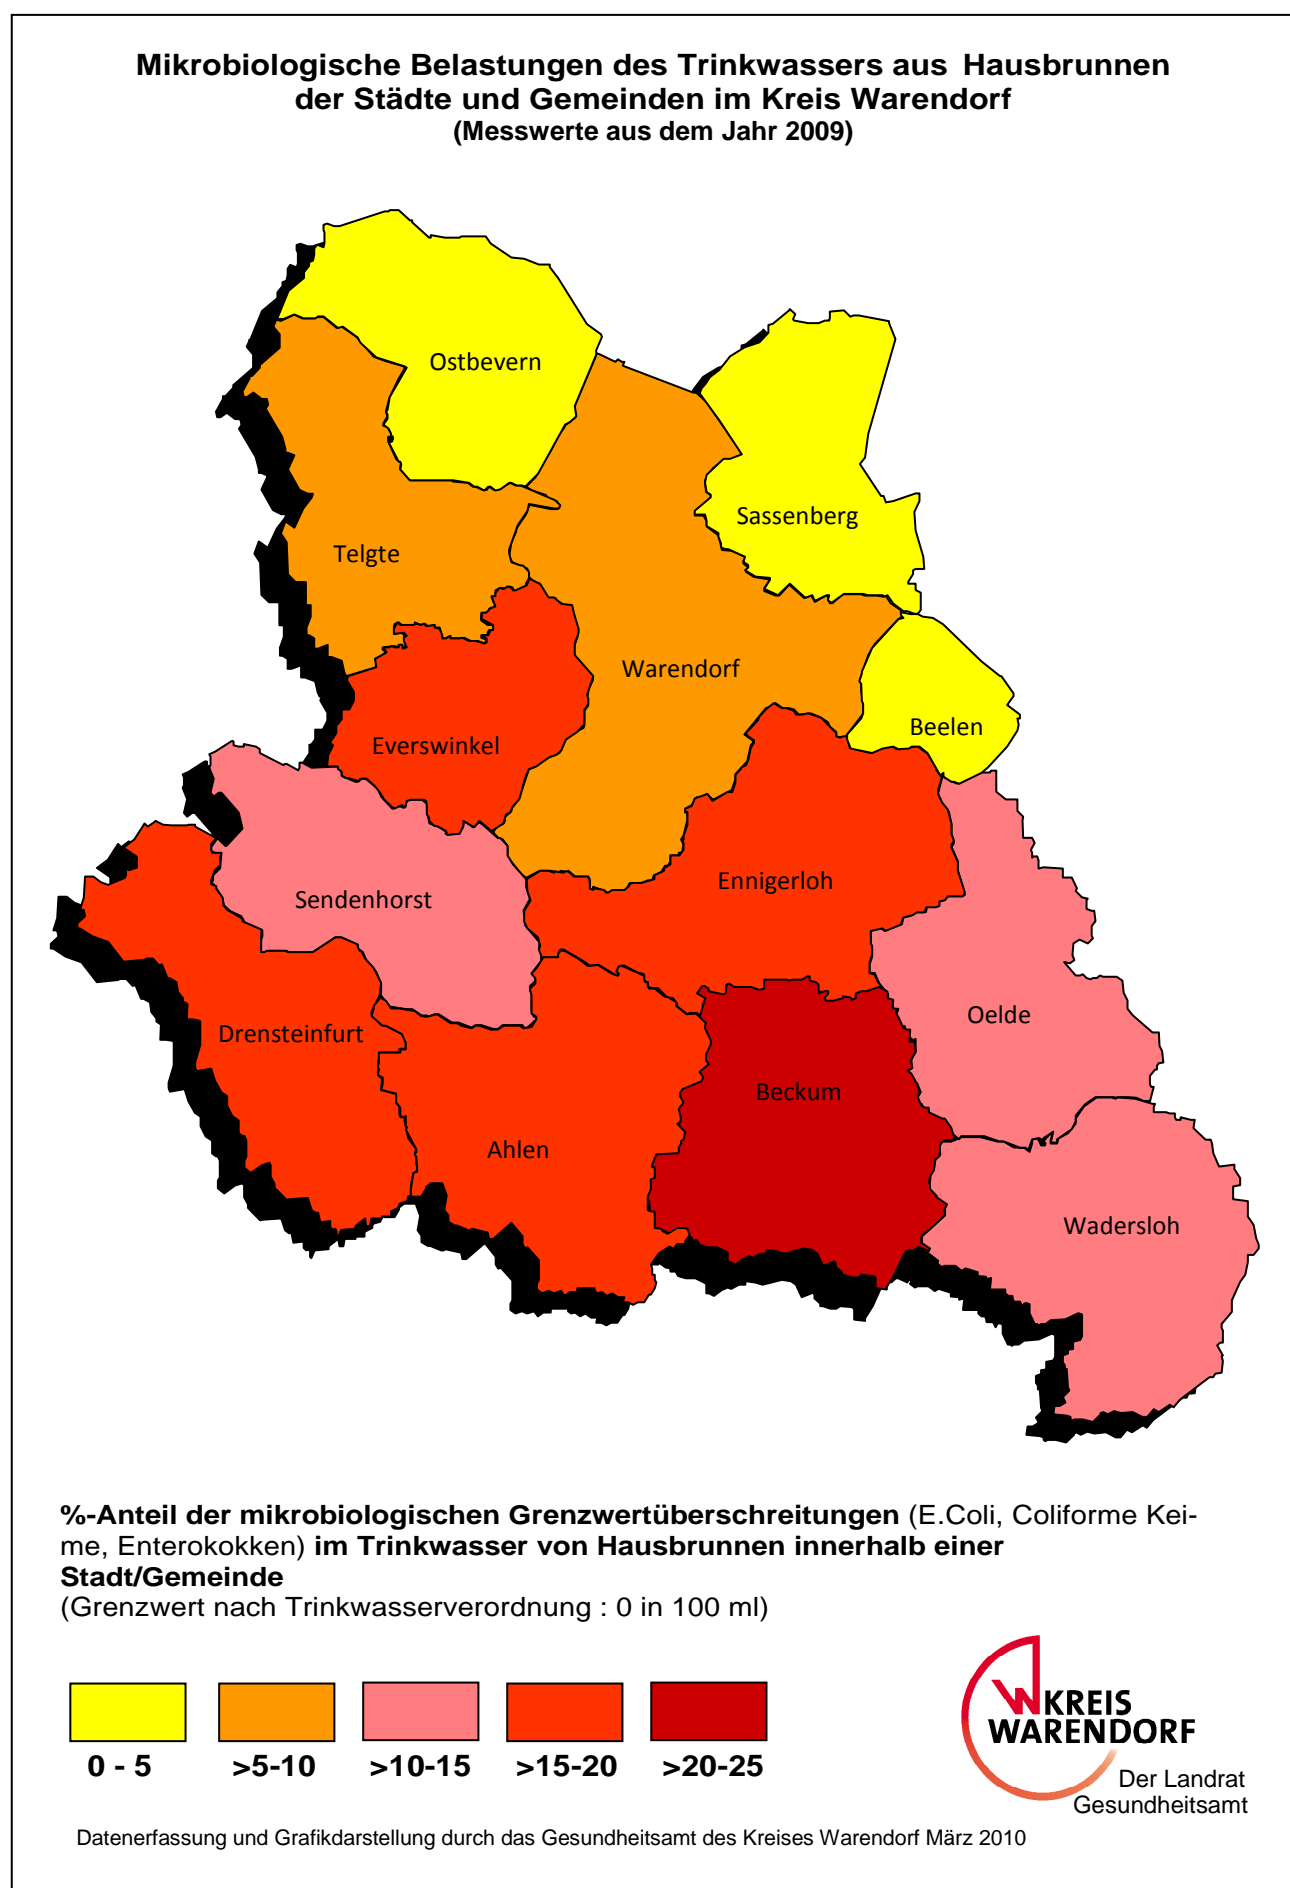 Mikrobiologische Belastungen des Trinkwassers aus Hausbrunnen
der Städte und Gemeinden im Kreis Warendorf
(Messwerte aus dem Jahr 2009)
Ostbevern
Sassenberg
Telgte
Warendorf
Beelen
Everswinkel
Ennigerloh
Sendenhorst
Oelde
Drensteinfurt
Beckum
Ahlen
Wadersloh
%-Anteil der mikrobiologischen Grenzwertüberschreitungen (E.Coli, Coliforme Kei-
me, Enterokokken) im Trinkwasser von Hausbrunnen innerhalb einer
Stadt/Gemeinde
(Grenzwert nach Trinkwasserverordnung : 0 in 100 ml)
0 - 5 >5-10 >10-15 >15-20 >20-25
KREIS
WARENDORF
Der Landrat
Gesundheitsamt
Datenerfassung und Grafikdarstellung durch das Gesundheitsamt des Kreises Warendorf März 2010